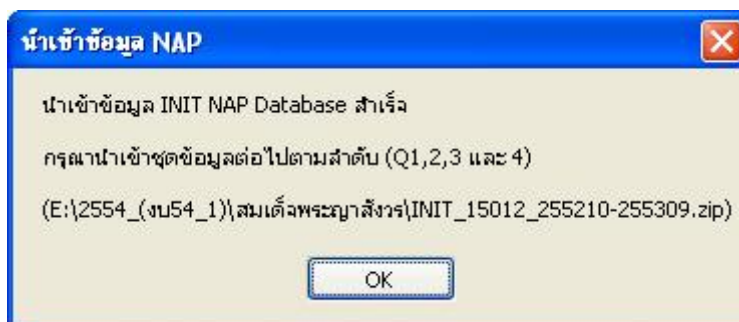 นำเข้าข้อมูล NAP
นำเข้าข้อมูล INIT NAP Database สำเร็จ
กรุณานำเข้าชุดข้อมูลต่อไปตามลำดับ (Q1,2,3 และ 4)
(E:\2554_(งบ54_1)\สมเด็จพระญาสังวร\INIT_15012_255210-255309.zip)
OK